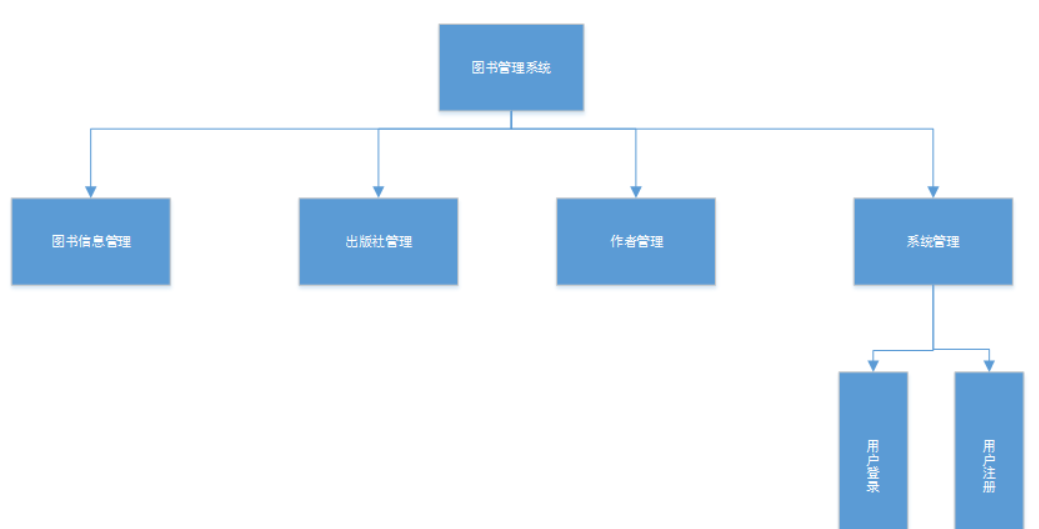 图书管理系统
图书信息管理
出版社管理
作者管理
系统管理
用户登录
用户注册